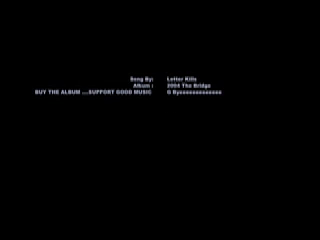 Song By: Letter Kills
Album : 2004 The Bridge
BUY THE ALBUM ...SUPPORT GOOD MUSIC